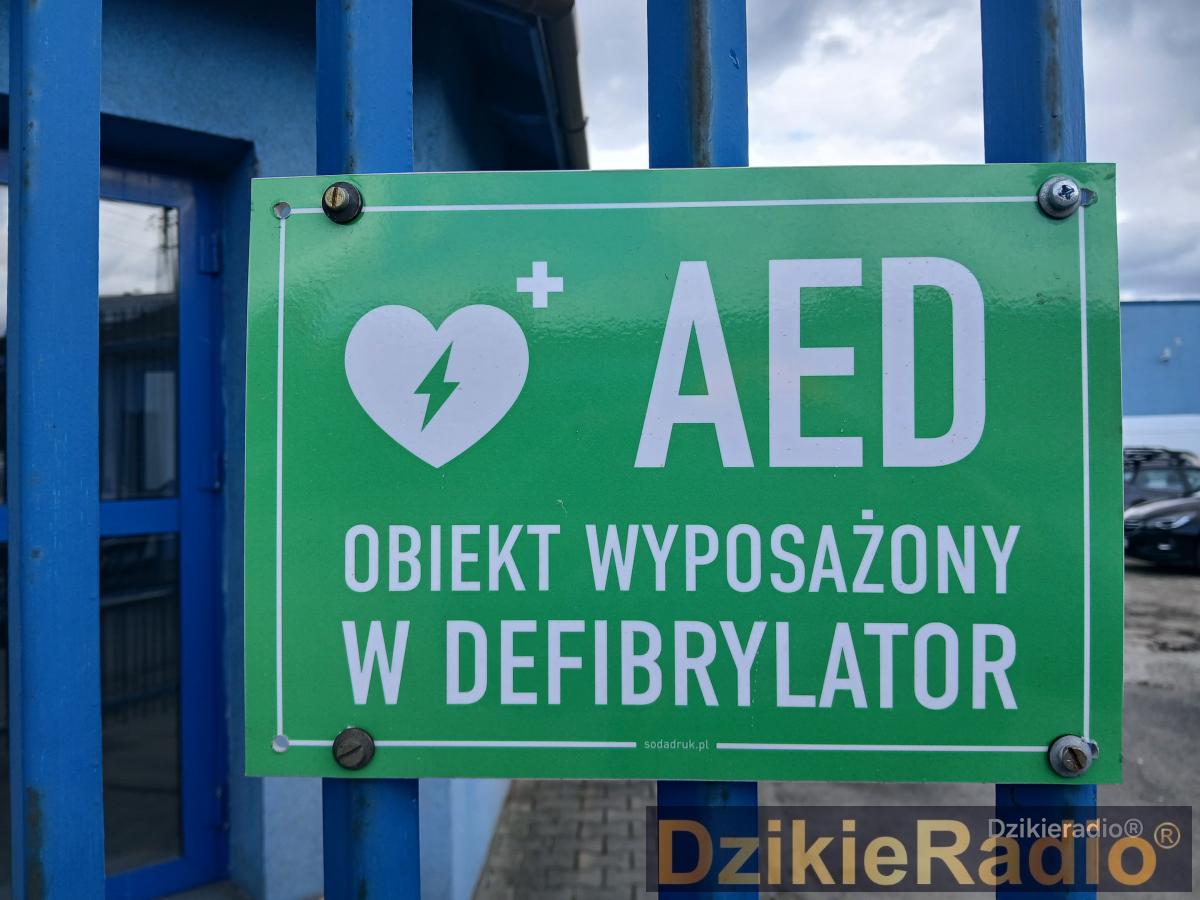 AED
OBIEKT WYPOSAŻONY
W DEFIBRYLATOR
sodadruk.pl
Dzikieradio®
DzikieRadio®